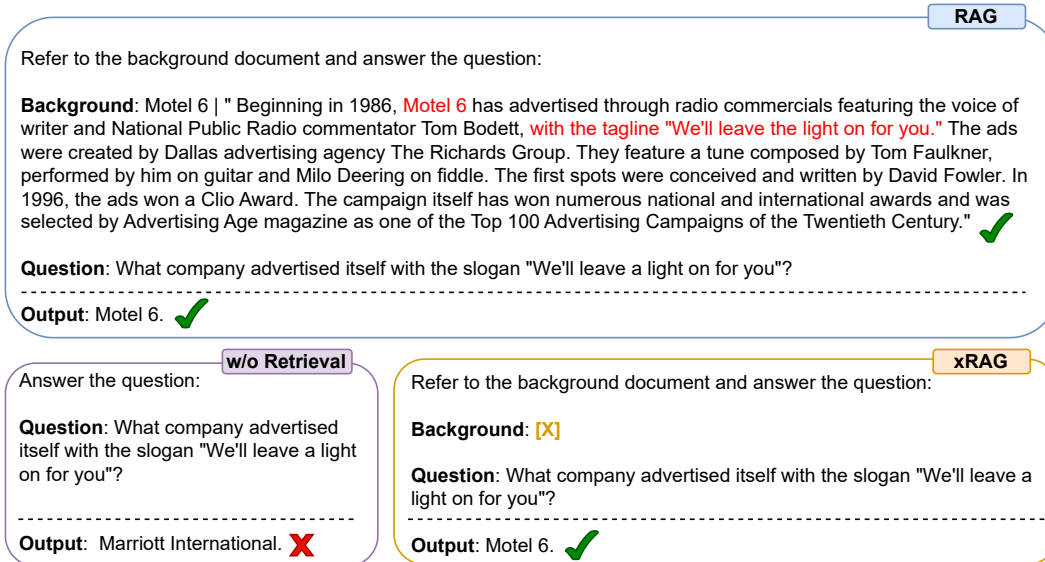 RAG
Refer to the background document and answer the question:
Background: Motel 6 | " Beginning in 1986, Motel 6 has advertised through radio commercials featuring the voice of
writer and National Public Radio commentator Tom Bodett, with the tagline "We'll leave the light on for you." The ads
were created by Dallas advertising agency The Richards Group. They feature a tune composed by Tom Faulkner,
performed by him on guitar and Milo Deering on fiddle. The first spots were conceived and written by David Fowler. In
1996, the ads won a Clio Award. The campaign itself has won numerous national and international awards and was
selected by Advertising Age magazine as one of the Top 100 Advertising Campaigns of the Twentieth Century."
Question: What company advertised itself with the slogan "We'll leave a light on for you"?
Output: Motel 6.
w/o Retrieval
Answer the question:
Question: What company advertised
itself with the slogan "We'll leave a light
on for you"?
Output: Marriott International.
xRAG
Refer to the background document and answer the question:
Background: [X]
Question: What company advertised itself with the slogan "We'll leave a
light on for you"?
Output: Motel 6.